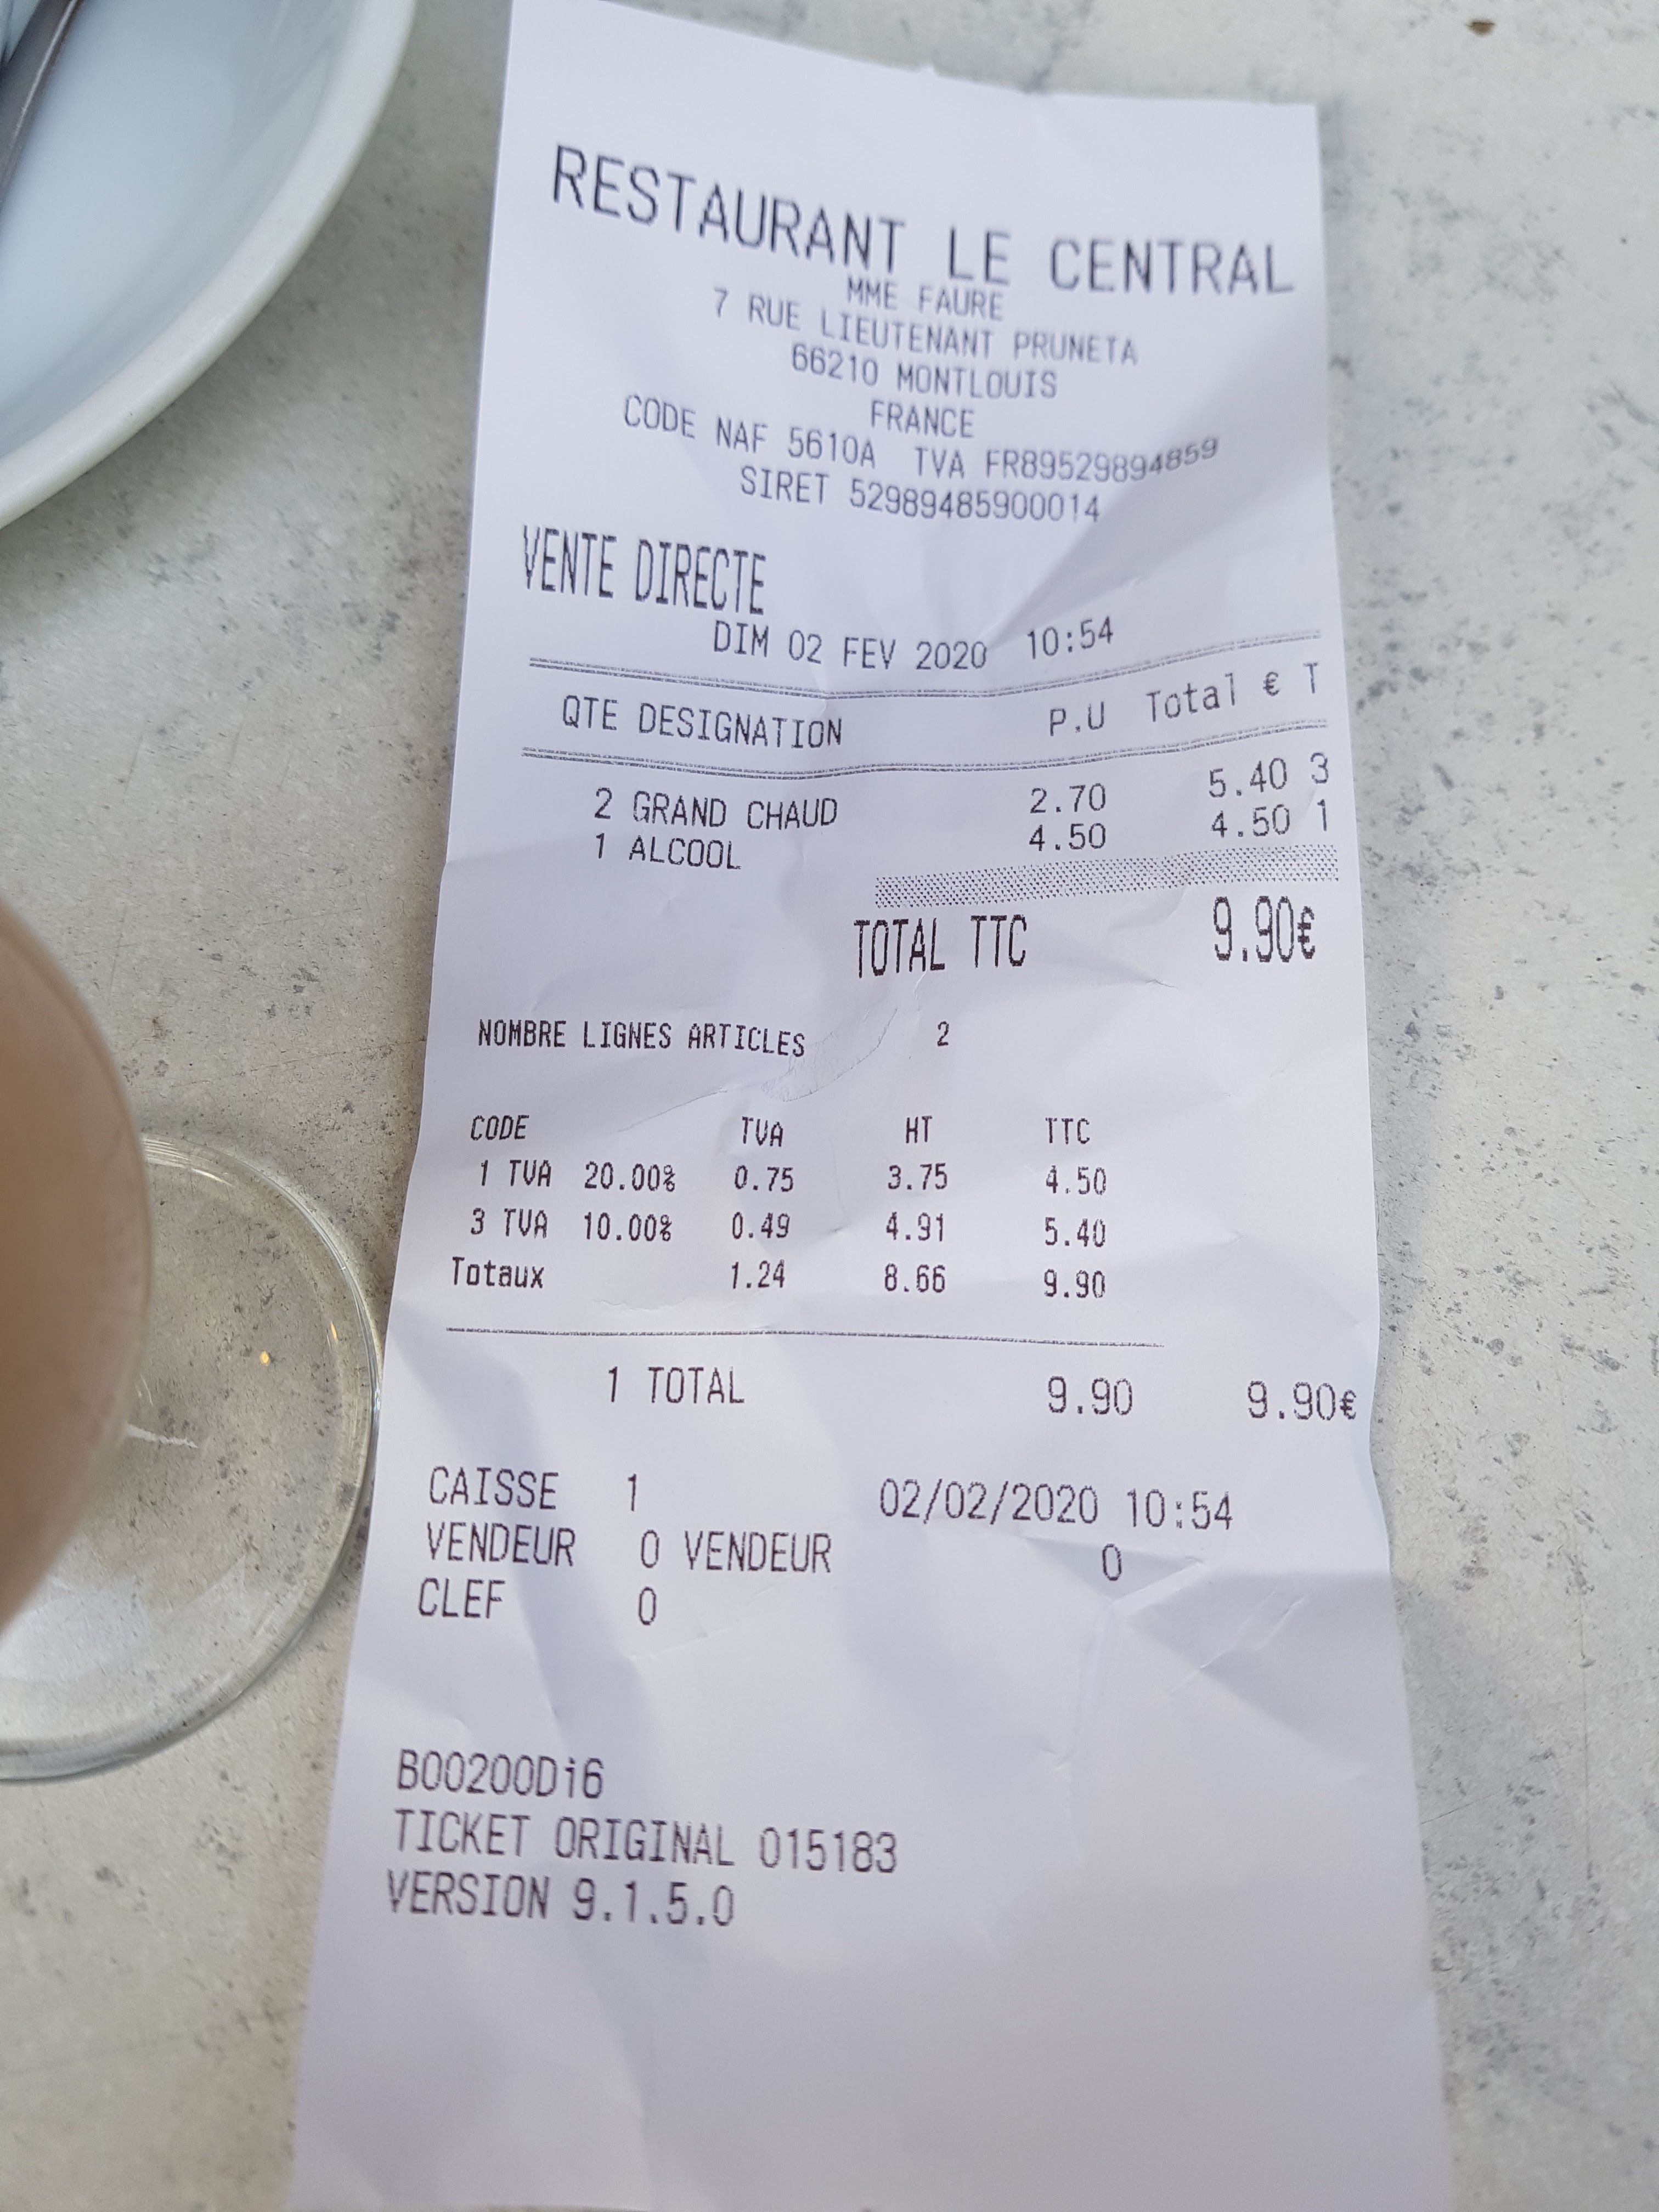 RESTAURANT LE CENTRAL
MME FAURE
7 RUE LIEUTENANT PRUNETA
66210 MONTLOUIS
FRANCE
CODE NAF 5610A TVA FR89529894859
SIRET 52989485900014
VENTE DIRECTE
DIM 02 FEV 2020 10:54
QTE DESIGNATION P.U Total € T
2 GRAND CHAUD 2.70 5.40 3
1 ALCOOL 4.50 4.50 1
TOTAL TTC 9.90€
NOMBRE LIGNES ARTICLES 2
CODE TVA HT TTC
1 TVA 20.00% 0.75 3.75 4.50
3 TVA 10.00% 0.49 4.91 5.40
Totaux 1.24 8.66 9.90
1 TOTAL 9.90 9.90€
CAISSE 1 02/02/2020 10:54
VENDEUR 0 VENDEUR 0
CLEF 0
B00200Di6
TICKET ORIGINAL 015183
VERSION 9.1.5.0